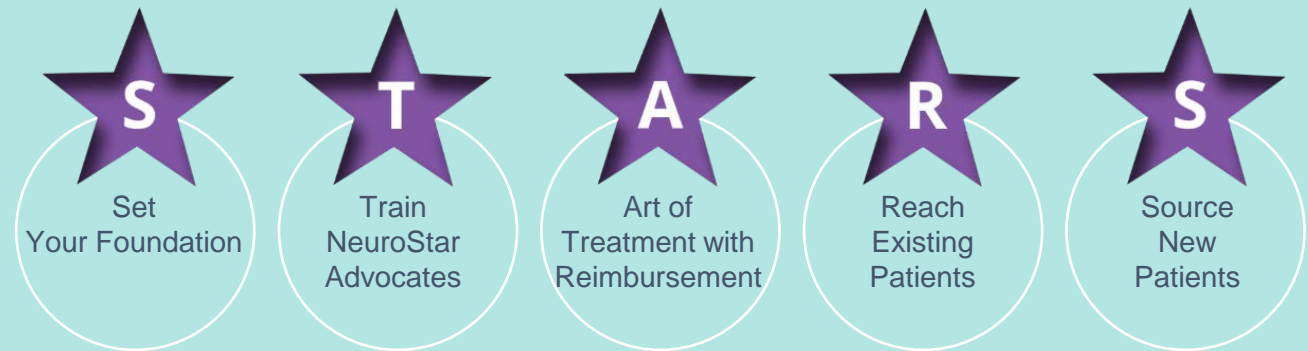 S
T
A
R
S
Set
Your Foundation
Train
NeuroStar
Advocates
Art of
Treatment with
Reimbursement
Reach
Existing
Patients
Source
New
Patients